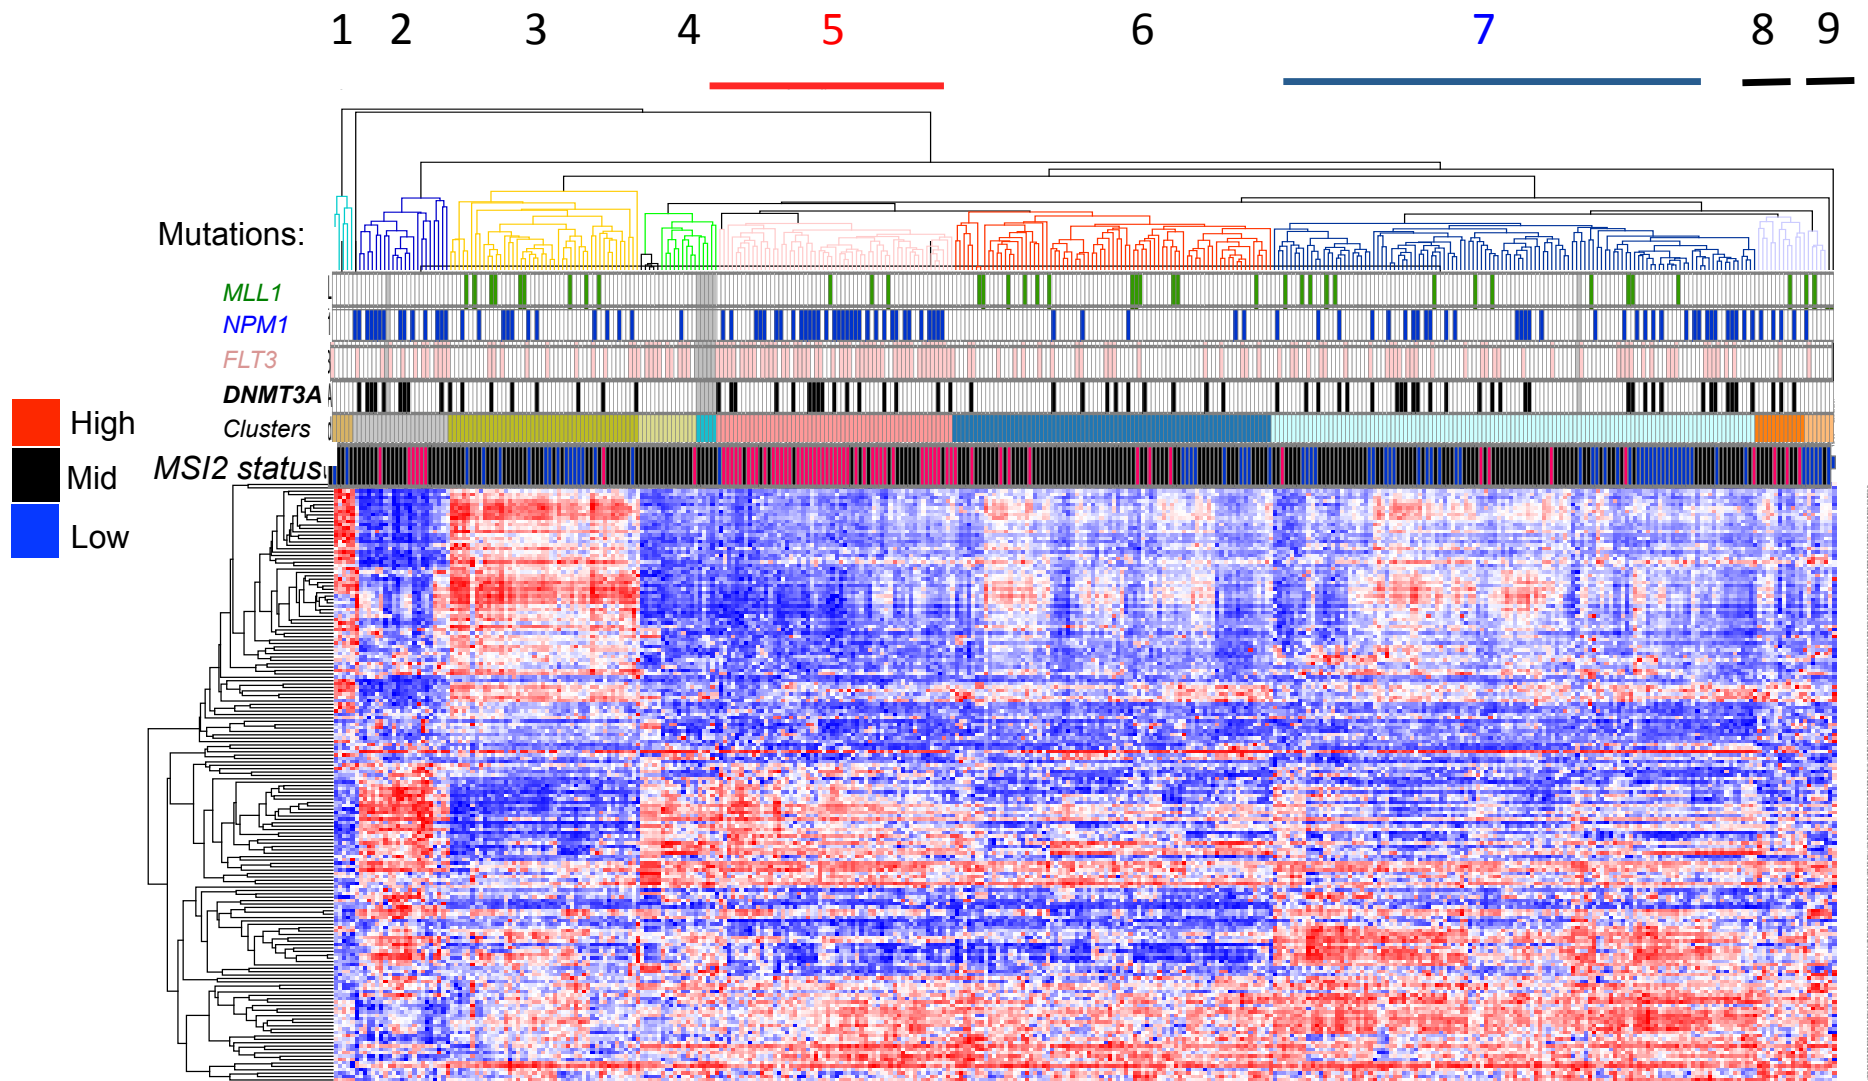 1 2 3 4 5 6 7 8 9
Mutations:
MLL1
NPM1
FLT3
DNMT3A
Clusters
MSI2 status
High
Mid
Low